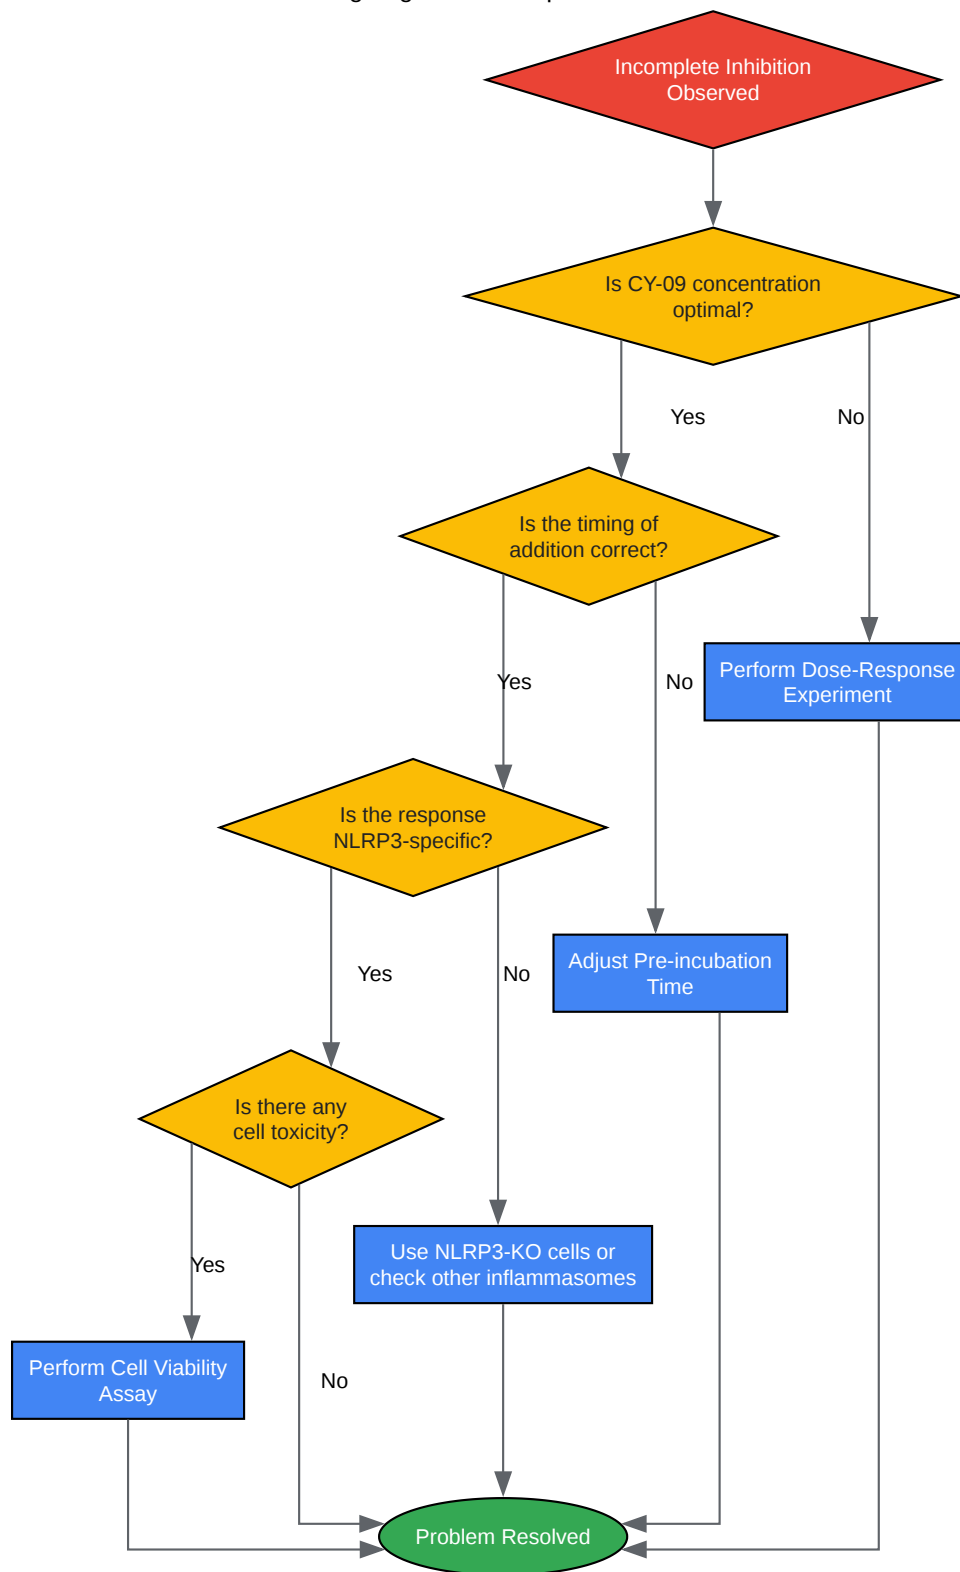 Incomplete Inhibition
Observed
Is CY-09 concentration
optimal?
Yes
No
Is the timing of
addition correct?
Yes
No
Perform Dose-Response
Experiment
Is the response
NLRP3-specific?
Yes
No
Adjust Pre-incubation
Time
Is there any
cell toxicity?
Yes
Use NLRP3-KO cells or
check other inflammasomes
Perform Cell Viability
Assay
No
Problem Resolved